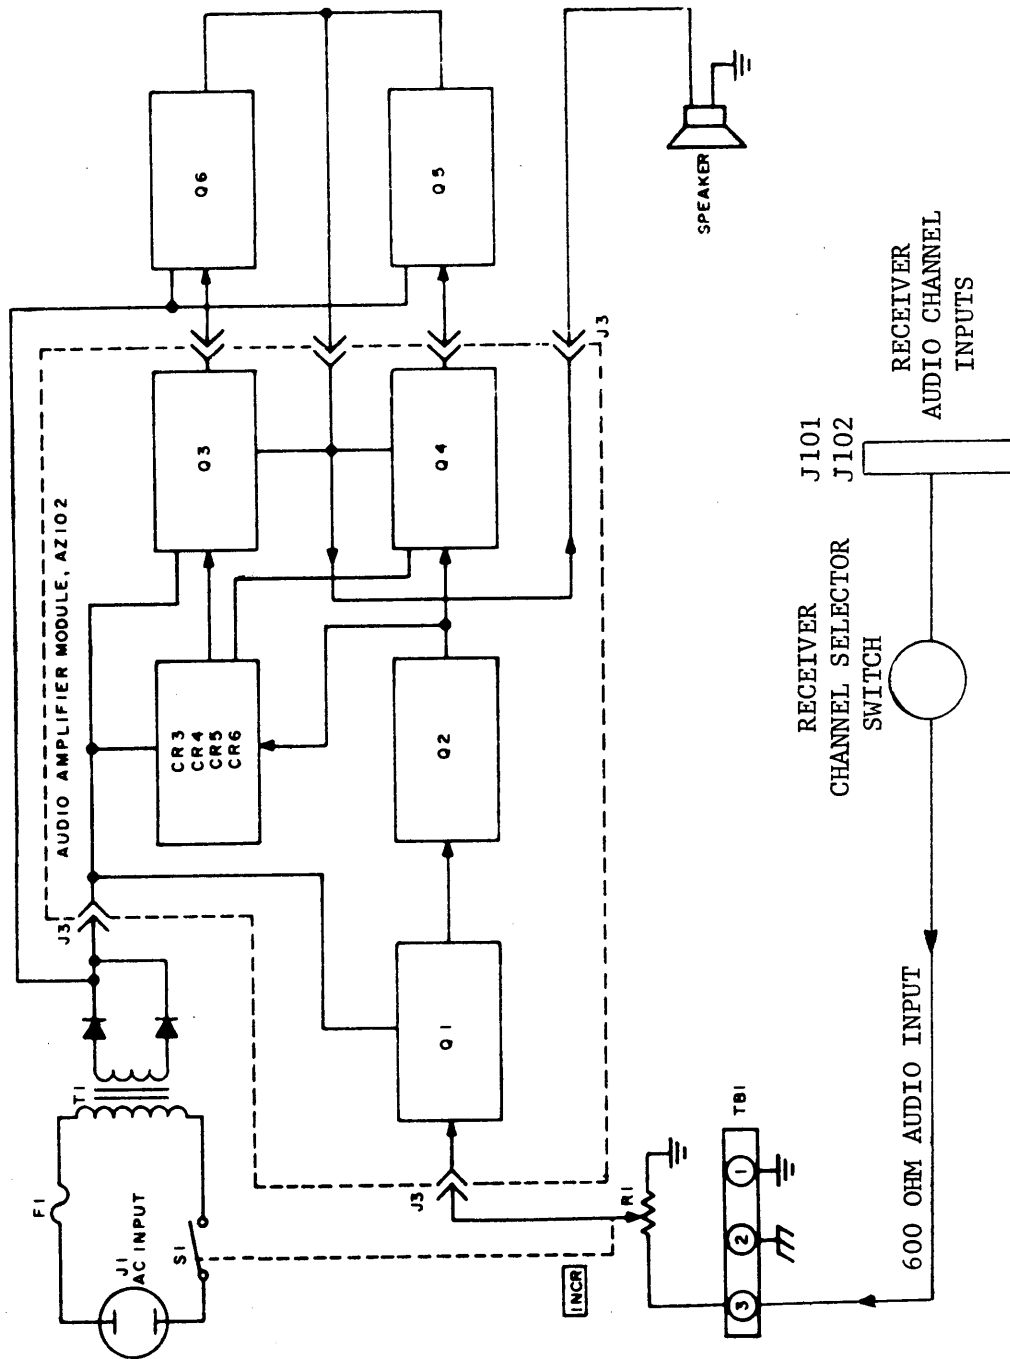 F1
J1
AC INPUT
S1
T1
J3
AUDIO AMPLIFIER MODULE, AZ102
CR3
CR4
CR5
CR6
Q3
Q6
Q1
Q2
Q4
Q5
J3
J3
SPEAKER
INCR
R1
TB1
3
2
1
600 OHM AUDIO INPUT
RECEIVER
CHANNEL SELECTOR
SWITCH
J101
J102
RECEIVER
AUDIO CHANNEL
INPUTS